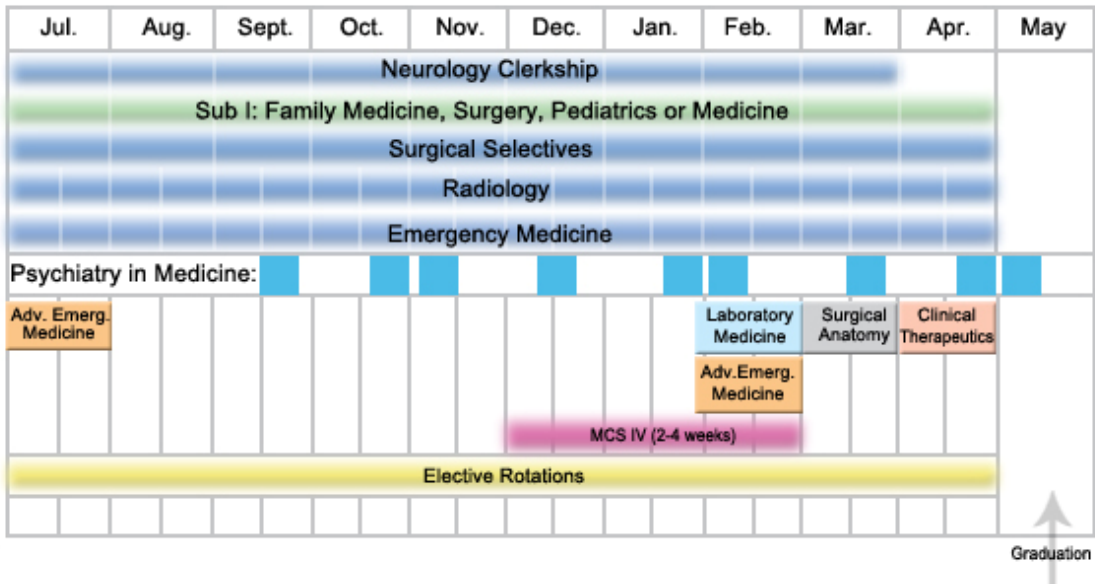 Jul. Aug. Sept. Oct. Nov. Dec. Jan. Feb. Mar. Apr. May
Neurology Clerkship
Sub I: Family Medicine, Surgery, Pediatrics or Medicine
Surgical Selectives
Radiology
Emergency Medicine
Psychiatry in Medicine:
Adv. Emerg.
Medicine
Laboratory
Medicine
Surgical
Anatomy
Clinical
Therapeutics
Adv.Emerg.
Medicine
MCS IV (2-4 weeks)
Elective Rotations
Graduation